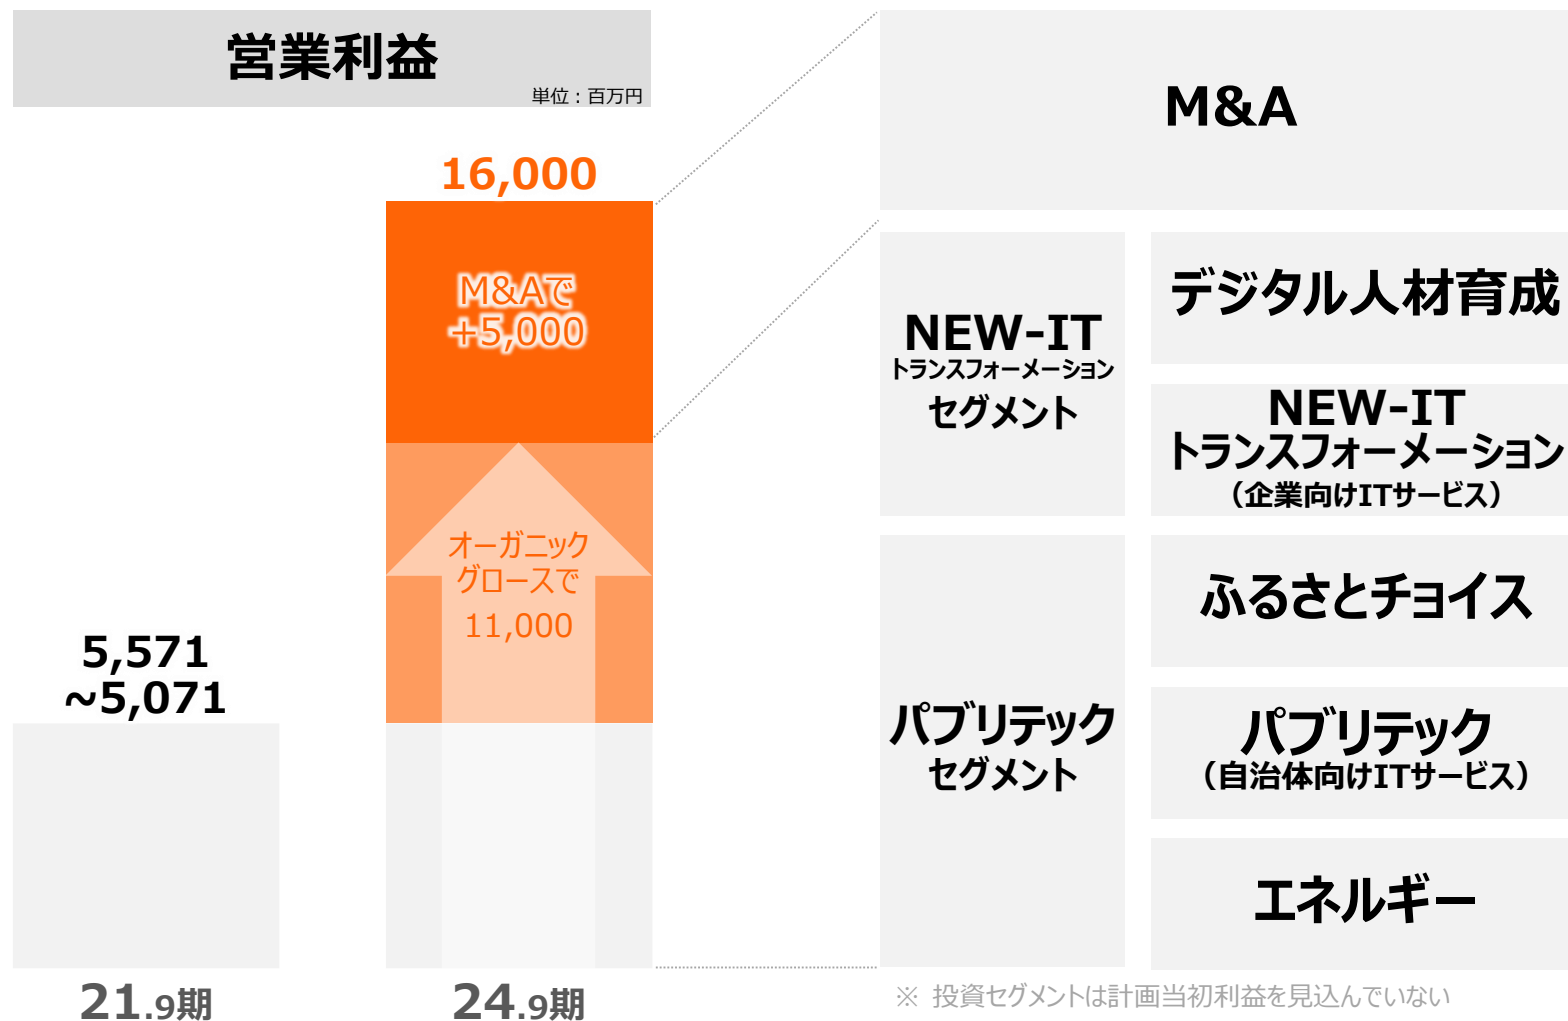 営業利益
単位：百万円
16,000
M&Aで
+5,000
オーガニック
グロースで
11,000
5,571
~5,071
21.9期
24.9期
M&A
NEW-IT
トランスフォーメーション
セグメント
デジタル人材育成
NEW-IT
トランスフォーメーション
（企業向けITサービス）
パブリテック
セグメント
ふるさとチョイス
パブリテック
（自治体向けITサービス）
エネルギー
※ 投資セグメントは計画当初利益を見込んでいない